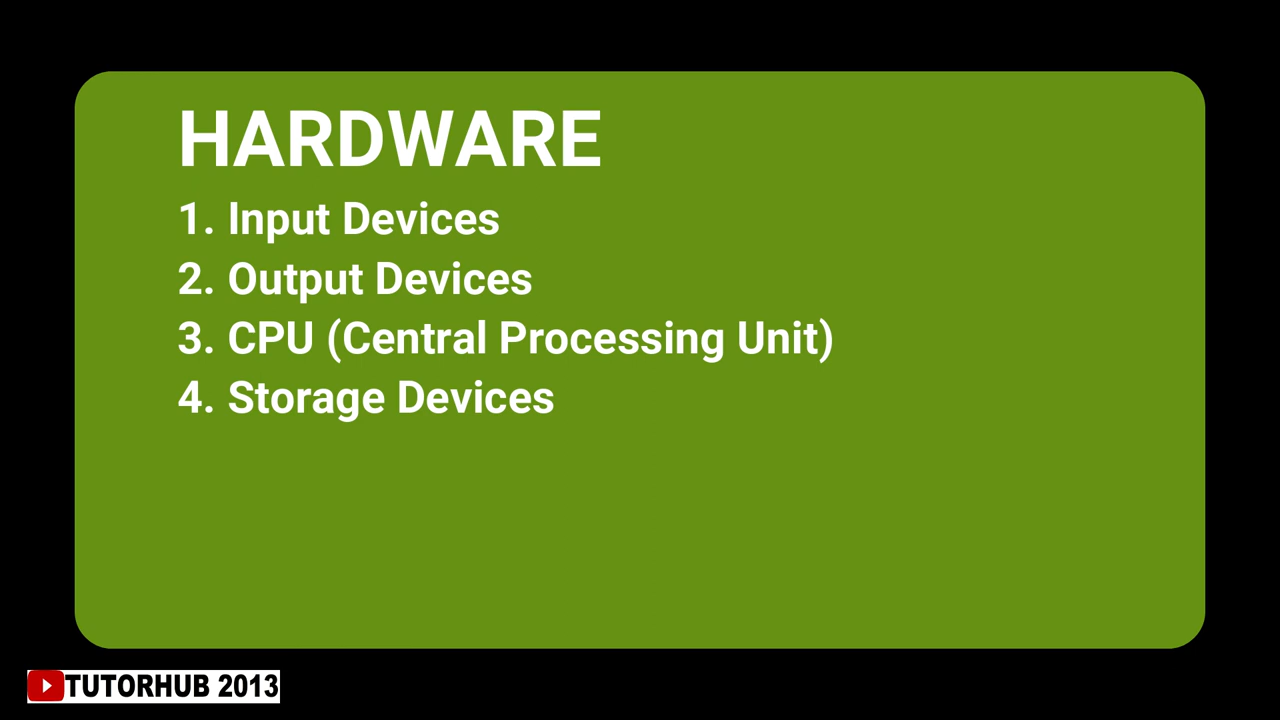 HARDWARE
1. Input Devices
2. Output Devices
3. CPU (Central Processing Unit)
4. Storage Devices
TUTORHUB 2013